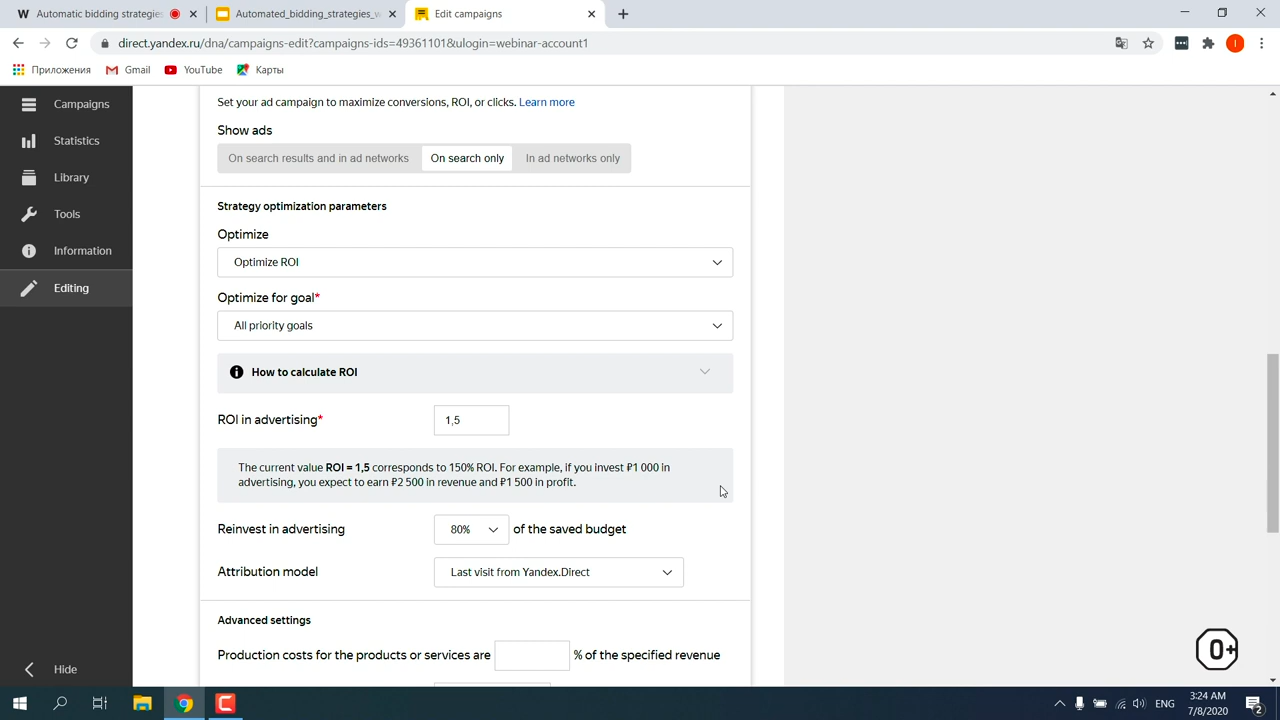 Automatic bidding strategies
Automated_bidding_strategies_w
Edit campaigns
direct.yandex.ru/dna/campaigns-edit?campaigns-ids=49361101&ulogin=webinar-account1
Приложения
Gmail
YouTube
Карты
Campaigns
Statistics
Library
Tools
Information
Editing
Hide
Set your ad campaign to maximize conversions, ROI, or clicks. Learn more
Show ads
On search results and in ad networks
On search only
In ad networks only
Strategy optimization parameters
Optimize
Optimize ROI
Optimize for goal*
All priority goals
How to calculate ROI
ROI in advertising*
1,5
The current value ROI = 1,5 corresponds to 150% ROI. For example, if you invest ₽1 000 in
advertising, you expect to earn ₽2 500 in revenue and ₽1 500 in profit.
Reinvest in advertising
80%
of the saved budget
Attribution model
Last visit from Yandex.Direct
Advanced settings
Production costs for the products or services are
% of the specified revenue
0+
ENG
3:24 AM
7/8/2020
2